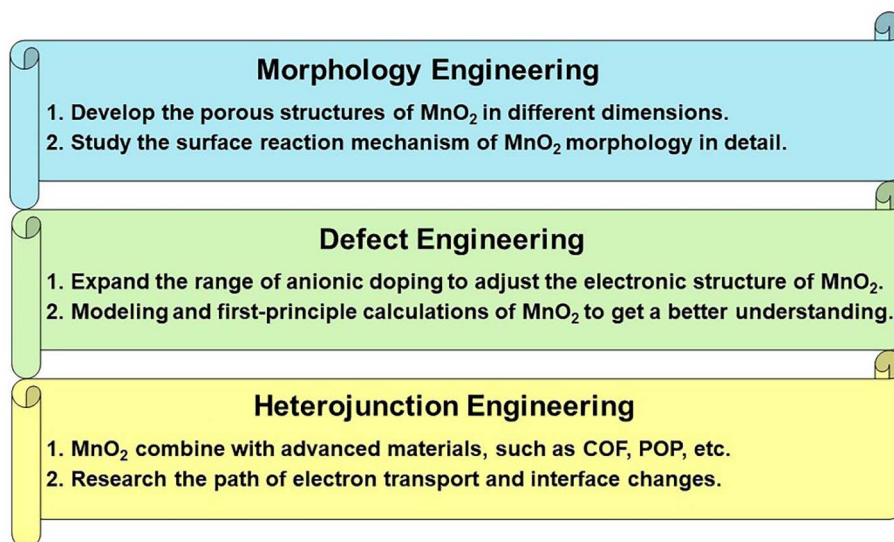 Morphology Engineering
1. Develop the porous structures of MnO₂ in different dimensions.
2. Study the surface reaction mechanism of MnO₂ morphology in detail.
Defect Engineering
1. Expand the range of anionic doping to adjust the electronic structure of MnO₂.
2. Modeling and first-principle calculations of MnO₂ to get a better understanding.
Heterojunction Engineering
1. MnO₂ combine with advanced materials, such as COF, POP, etc.
2. Research the path of electron transport and interface changes.